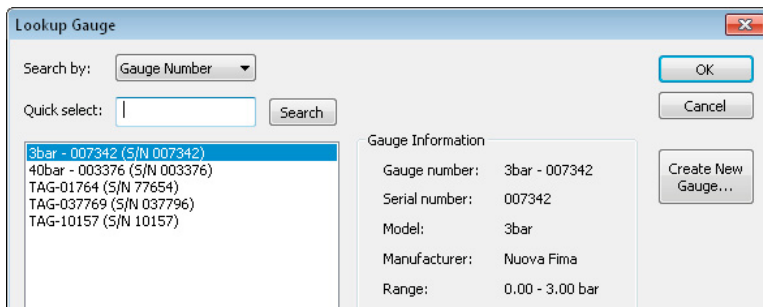 Lookup Gauge
Search by: Gauge Number
OK
Quick select: Search
Cancel
3bar - 007342 (S/N 007342)
40bar - 003376 (S/N 003376)
TAG-01764 (S/N 77654)
TAG-037769 (S/N 037796)
TAG-10157 (S/N 10157)
Gauge Information
Gauge number: 3bar - 007342
Serial number: 007342
Model: 3bar
Manufacturer: Nuova Fima
Range: 0.00 - 3.00 bar
Create New
Gauge...